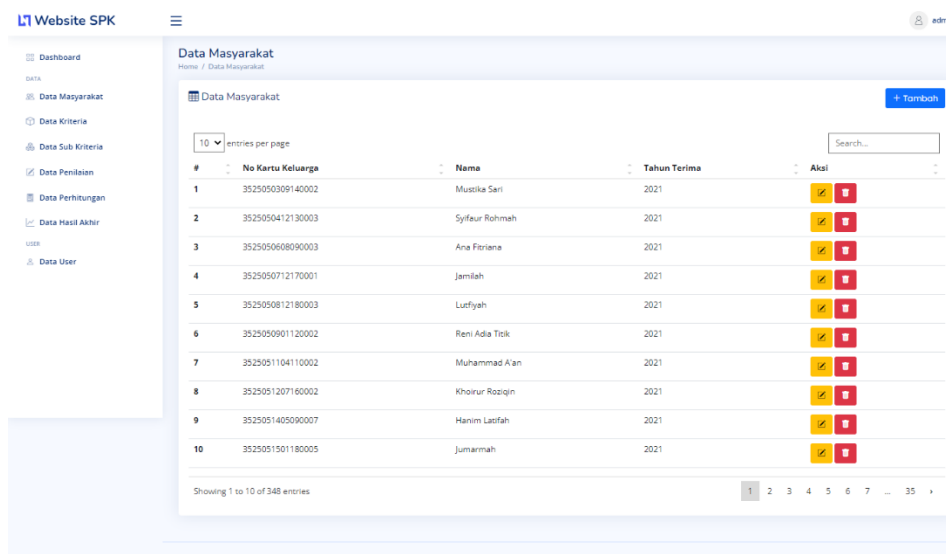 Website SPK
adm
Dashboard
DATA
Data Masyarakat
Data Kriteria
Data Sub Kriteria
Data Penilaian
Data Perhitungan
Data Hasil Akhir
USER
Data User
Data Masyarakat
Home / Data Masyarakat
Data Masyarakat
+ Tambah
10 entries per page
Search...
# No Kartu Keluarga Nama Tahun Terima Aksi
1 3525050309140002 Mustika Sari 2021
2 3525050412130003 Syifaur Rohmah 2021
3 3525050608090003 Ana Fitriana 2021
4 3525050712170001 Jamilah 2021
5 3525050812180003 Lutfiyah 2021
6 3525050901120002 Reni Adia Titik 2021
7 3525051104110002 Muhammad A'an 2021
8 3525051207160002 Khoirur Roziqin 2021
9 3525051405090007 Hanim Latifah 2021
10 3525051501180005 Jumarmah 2021
Showing 1 to 10 of 348 entries
1 2 3 4 5 6 7 ... 35 ›